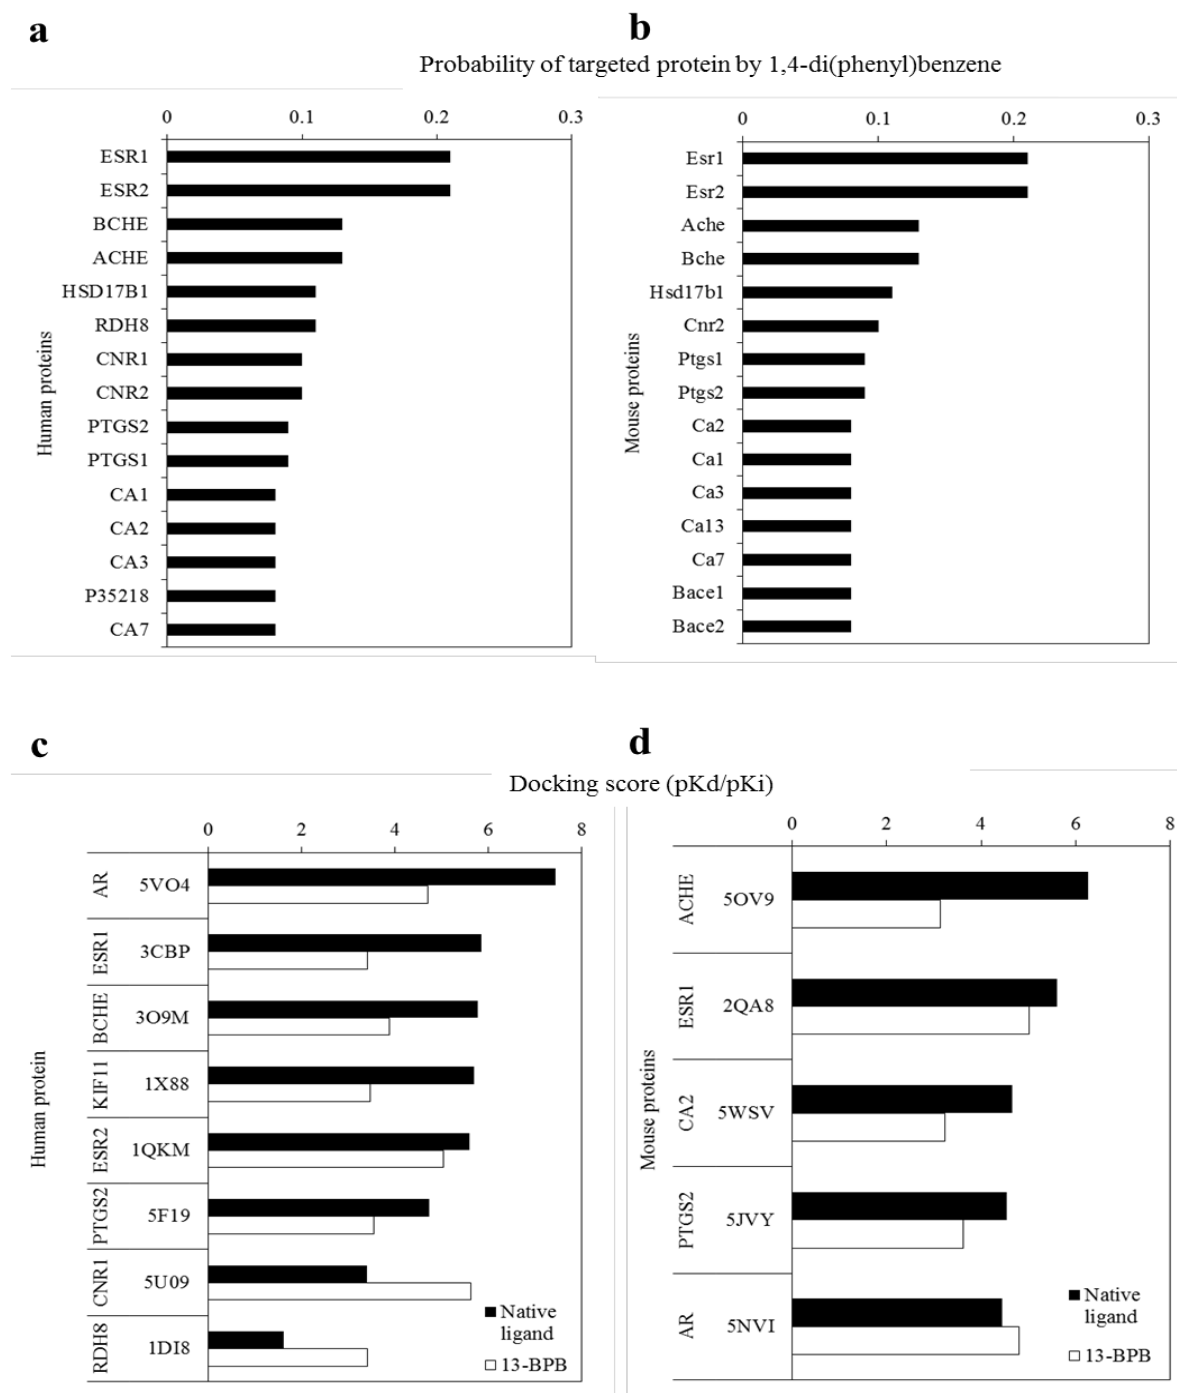 a
b
Probability of targeted protein by 1,4-di(phenyl)benzene
0 0.1 0.2 0.3
Human proteins
ESR1
ESR2
BCHE
ACHE
HSD17B1
RDH8
CNR1
CNR2
PTGS2
PTGS1
CA1
CA2
CA3
P35218
CA7
0 0.1 0.2 0.3
Mouse proteins
Esr1
Esr2
Ache
Bche
Hsd17b1
Cnr2
Ptgs1
Ptgs2
Ca2
Ca1
Ca3
Ca13
Ca7
Bace1
Bace2
c
d
Docking score (pKd/pKi)
0 2 4 6 8
Human protein
AR 5VO4
ESR1 3CBP
BCHE 3O9M
KIF11 1X88
ESR2 1QKM
PTGS2 5F19
CNR1 5U09
RDH8 1DI8
Native
ligand
13-BPB
0 2 4 6 8
Mouse proteins
ACHE 5OV9
ESR1 2QA8
CA2 5WSV
PTGS2 5JVY
AR 5NVI
Native
ligand
13-BPB